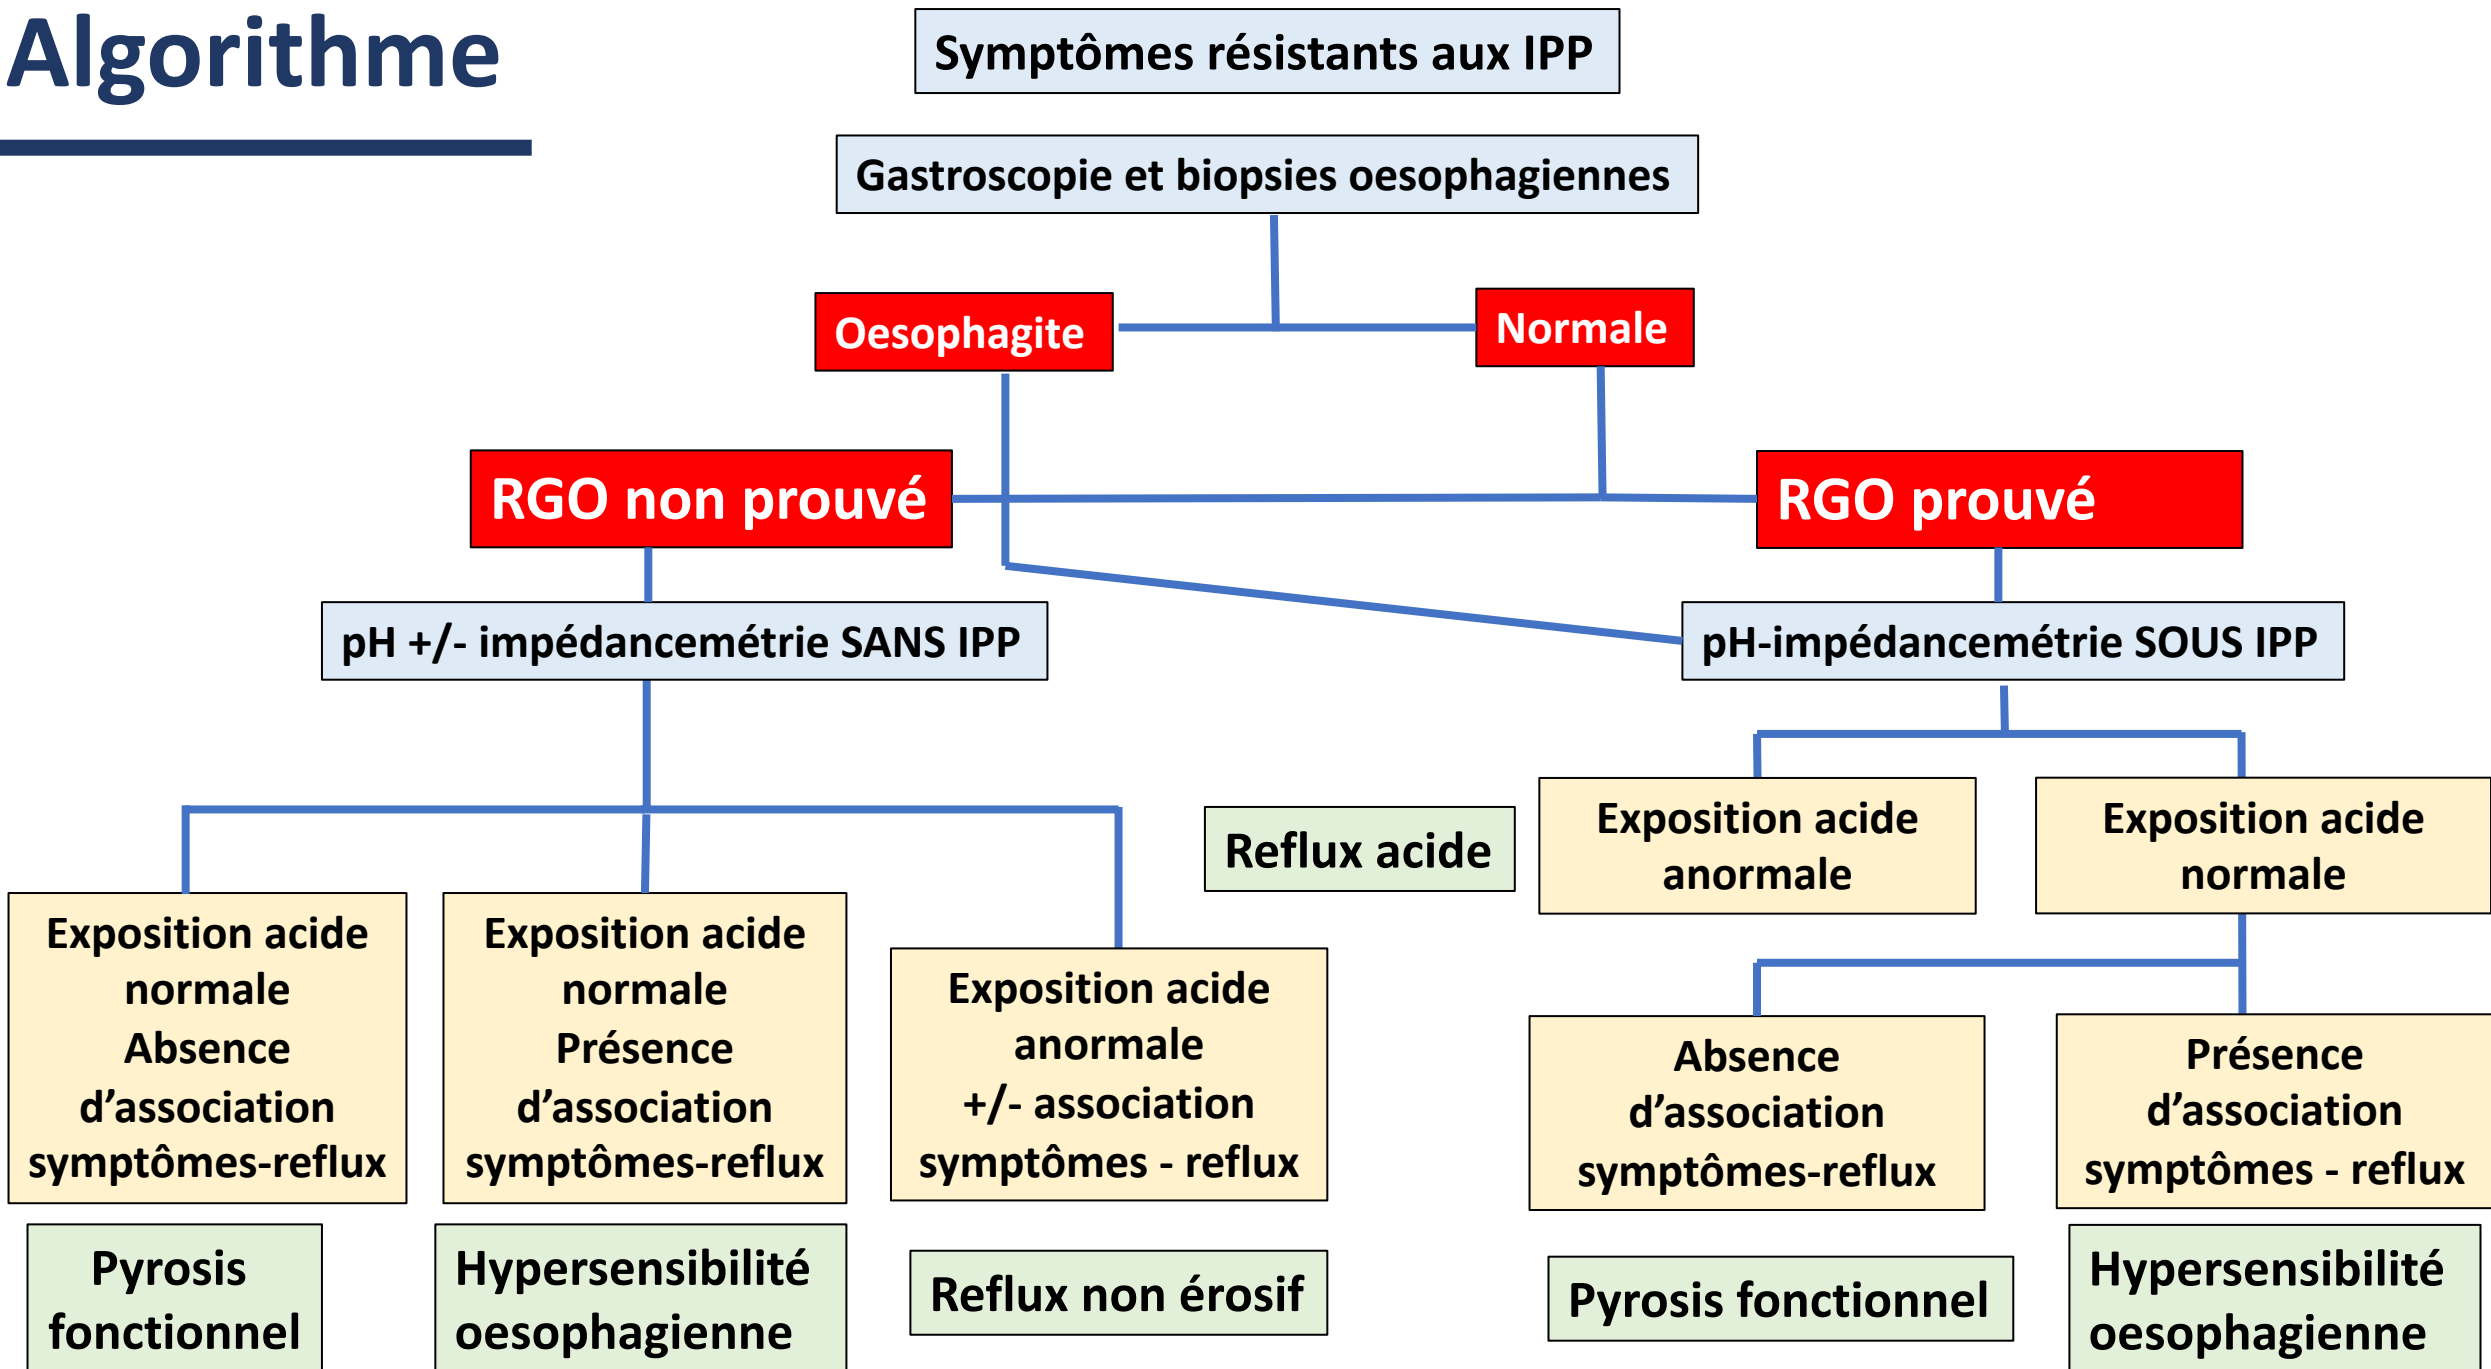 Algorithme
Symptômes résistants aux IPP
Gastroscopie et biopsies oesophagiennes
Oesophagite
Normale
RGO non prouvé
RGO prouvé
pH +/- impédancemétrie SANS IPP
pH-impédancemétrie SOUS IPP
Reflux acide
Exposition acide
anormale
Exposition acide
normale
Exposition acide
normale
Absence
d’association
symptômes-reflux
Exposition acide
normale
Présence
d’association
symptômes-reflux
Exposition acide
anormale
+/- association
symptômes - reflux
Absence
d’association
symptômes-reflux
Présence
d’association
symptômes - reflux
Pyrosis
fonctionnel
Hypersensibilité
oesophagienne
Reflux non érosif
Pyrosis fonctionnel
Hypersensibilité
oesophagienne